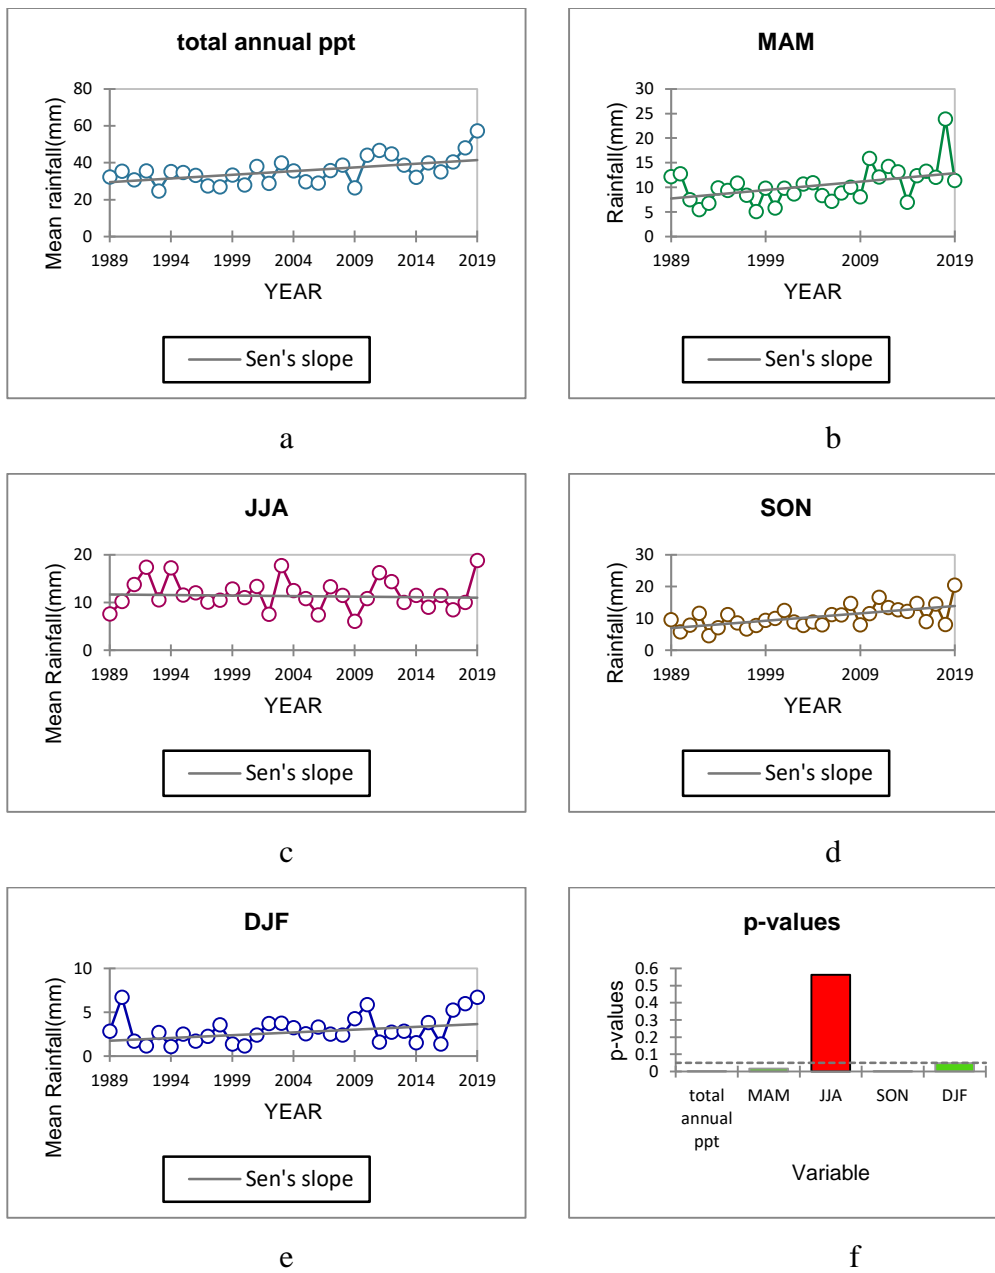 total annual ppt
Mean rainfall(mm)
80
60
40
20
0
1989 1994 1999 2004 2009 2014 2019
YEAR
Sen's slope
a
MAM
Rainfall(mm)
30
25
20
15
10
5
0
1989 1999 2009 2019
YEAR
Sen's slope
b
JJA
Mean Rainfall(mm)
20
10
0
1989 1994 1999 2004 2009 2014 2019
YEAR
Sen's slope
c
SON
Rainfall(mm)
30
20
10
0
1989 1999 2009 2019
YEAR
Sen's slope
d
DJF
Mean Rainfall(mm)
10
5
0
1989 1994 1999 2004 2009 2014 2019
YEAR
Sen's slope
e
p-values
p-values
0.6
0.5
0.4
0.3
0.2
0.1
0
total annual ppt MAM JJA SON DJF
Variable
f